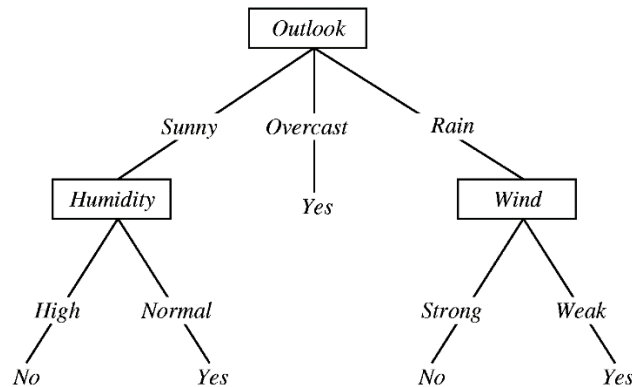 Outlook
Sunny Overcast Rain
Humidity Yes Wind
High Normal Strong Weak
No Yes No Yes